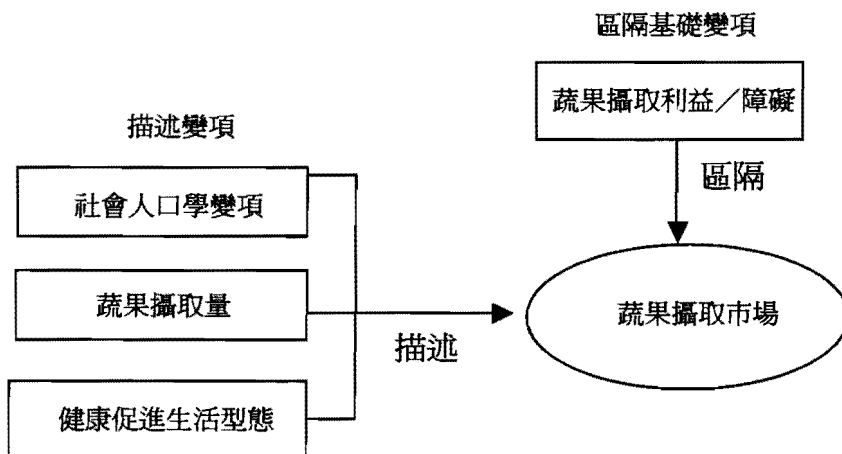 區隔基礎變項
蔬果攝取利益／障礙
描述變項
區隔
社會人口學變項
蔬果攝取量
蔬果攝取市場
描述
健康促進生活型態